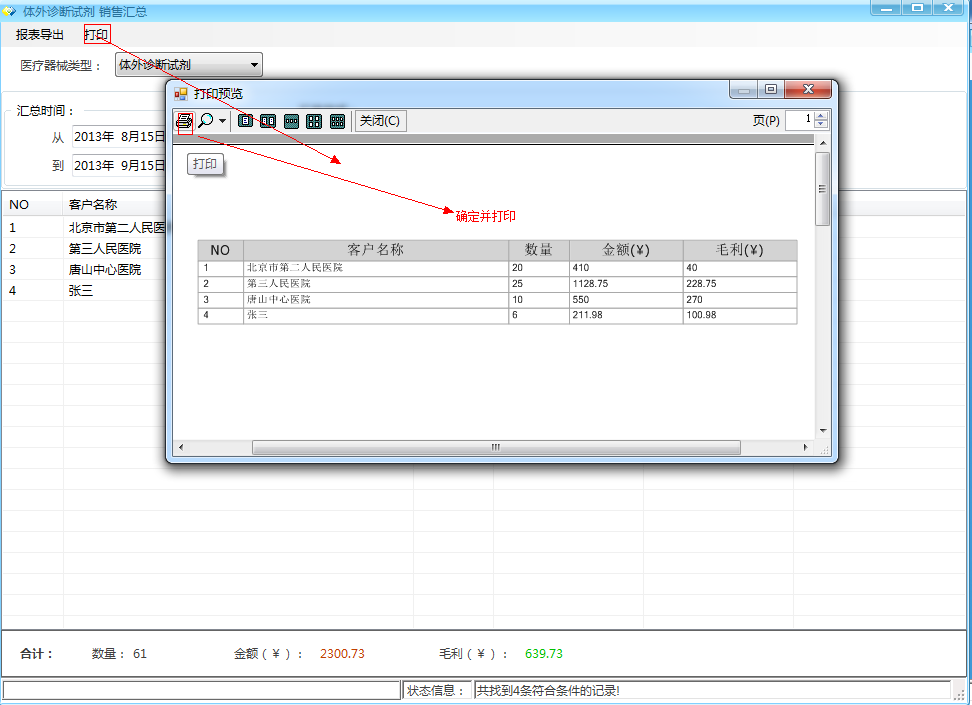 体外诊断试剂 销售汇总
报表导出 打印
医疗器械类型： 体外诊断试剂
打印预览
汇总时间：
关闭(C) 页(P) 1
从 2013年 8月15日
到 2013年 9月15日
打印
确定并打印
NO 客户名称
1 北京市第二人民医
2 第三人民医院
3 唐山中心医院
4 张三
NO 客户名称 数量 金额(¥) 毛利(¥)
1 北京市第二人民医院 20 410 40
2 第三人民医院 25 1128.75 228.75
3 唐山中心医院 10 550 270
4 张三 6 211.98 100.98
合计： 数量： 61 金额（¥）： 2300.73 毛利（¥）： 639.73
状态信息： 共找到4条符合条件的记录!